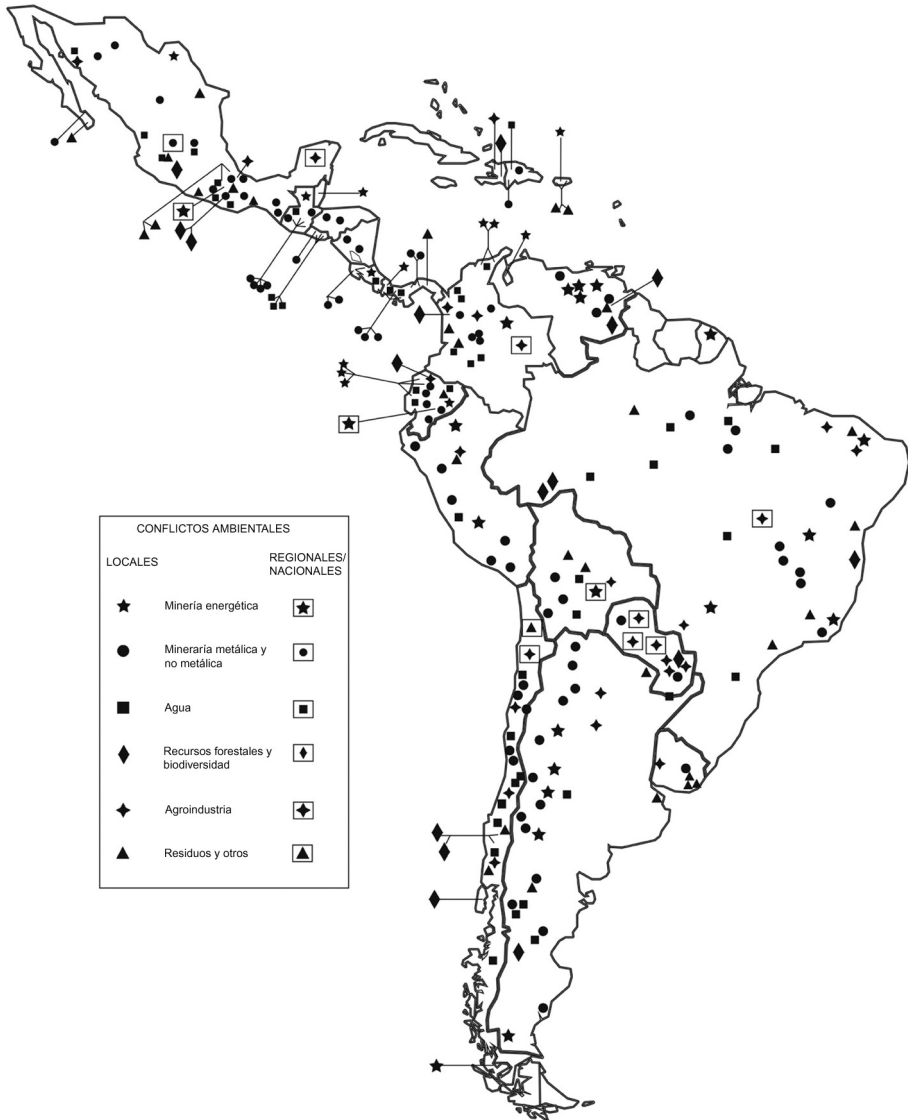 CONFLICTOS AMBIENTALES
LOCALES
REGIONALES/
NACIONALES
Minería energética
Mineraría metálica y
no metálica
Agua
Recursos forestales y
biodiversidad
Agroindustria
Residuos y otros